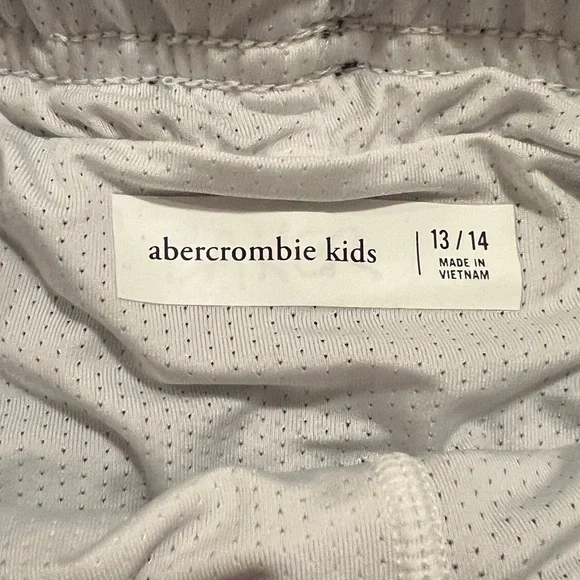 abercrombie kids
13 / 14
MADE IN
VIETNAM